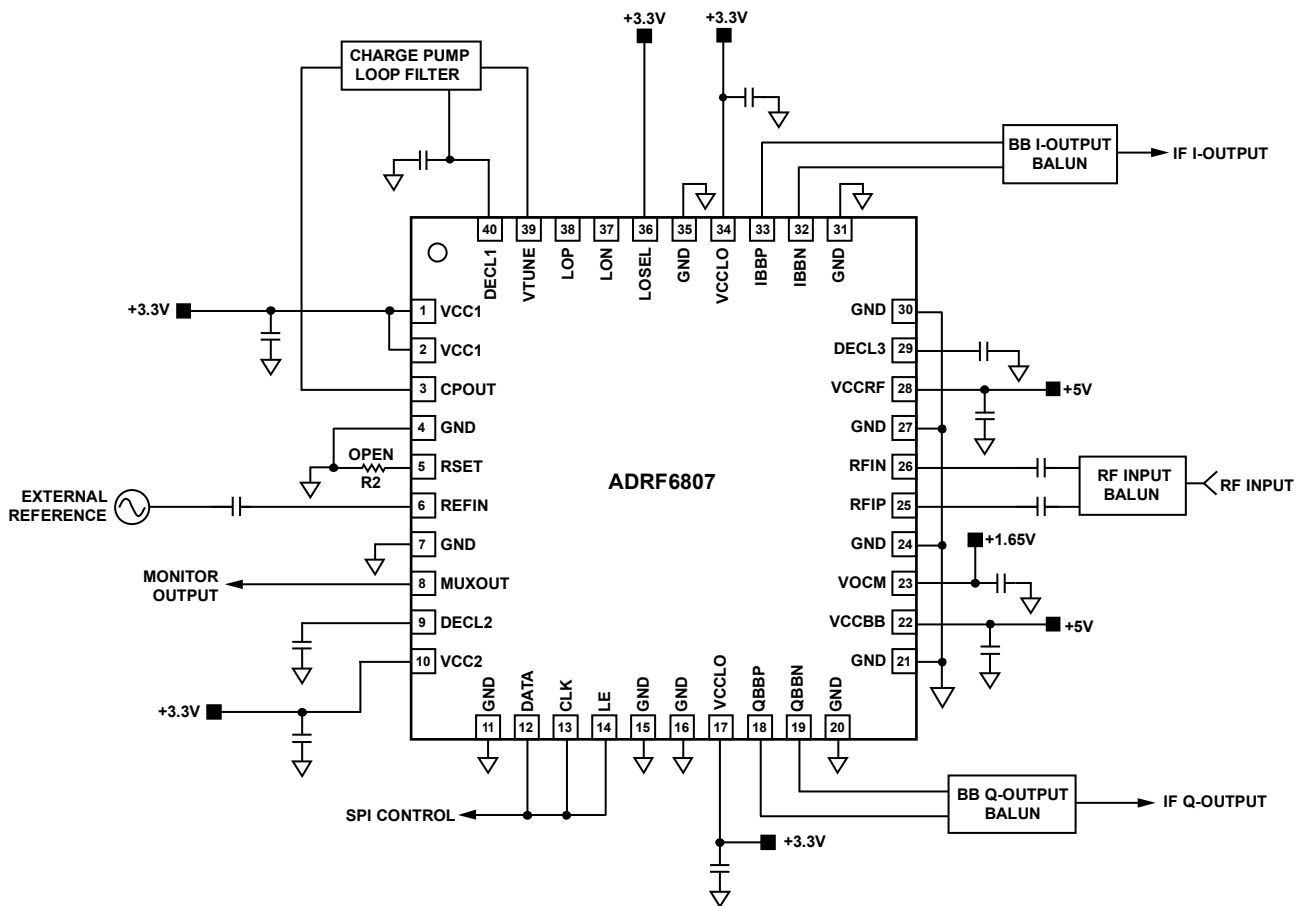 +3.3V
+3.3V
CHARGE PUMP
LOOP FILTER
BB I-OUTPUT
BALUN
IF I-OUTPUT
40
39
38
37
36
35
34
33
32
31
DECL1
VTUNE
LOP
LON
LOSEL
GND
VCCLO
IBBP
IBBN
GND
+3.3V
1
VCC1
2
VCC1
3
CPOUT
4
GND
OPEN
R2
5
RSET
EXTERNAL
REFERENCE
6
REFIN
7
GND
MONITOR
OUTPUT
8
MUXOUT
9
DECL2
10
VCC2
+3.3V
ADRF6807
GND
30
DECL3
29
VCCRF
28
+5V
GND
27
RFIN
26
RF INPUT
BALUN
RF INPUT
RFIP
25
GND
24
+1.65V
VOCM
23
VCCBB
22
+5V
GND
21
GND
DATA
CLK
LE
GND
GND
VCCLO
QBBP
QBBN
GND
11
12
13
14
15
16
17
18
19
20
SPI CONTROL
+3.3V
BB Q-OUTPUT
BALUN
IF Q-OUTPUT